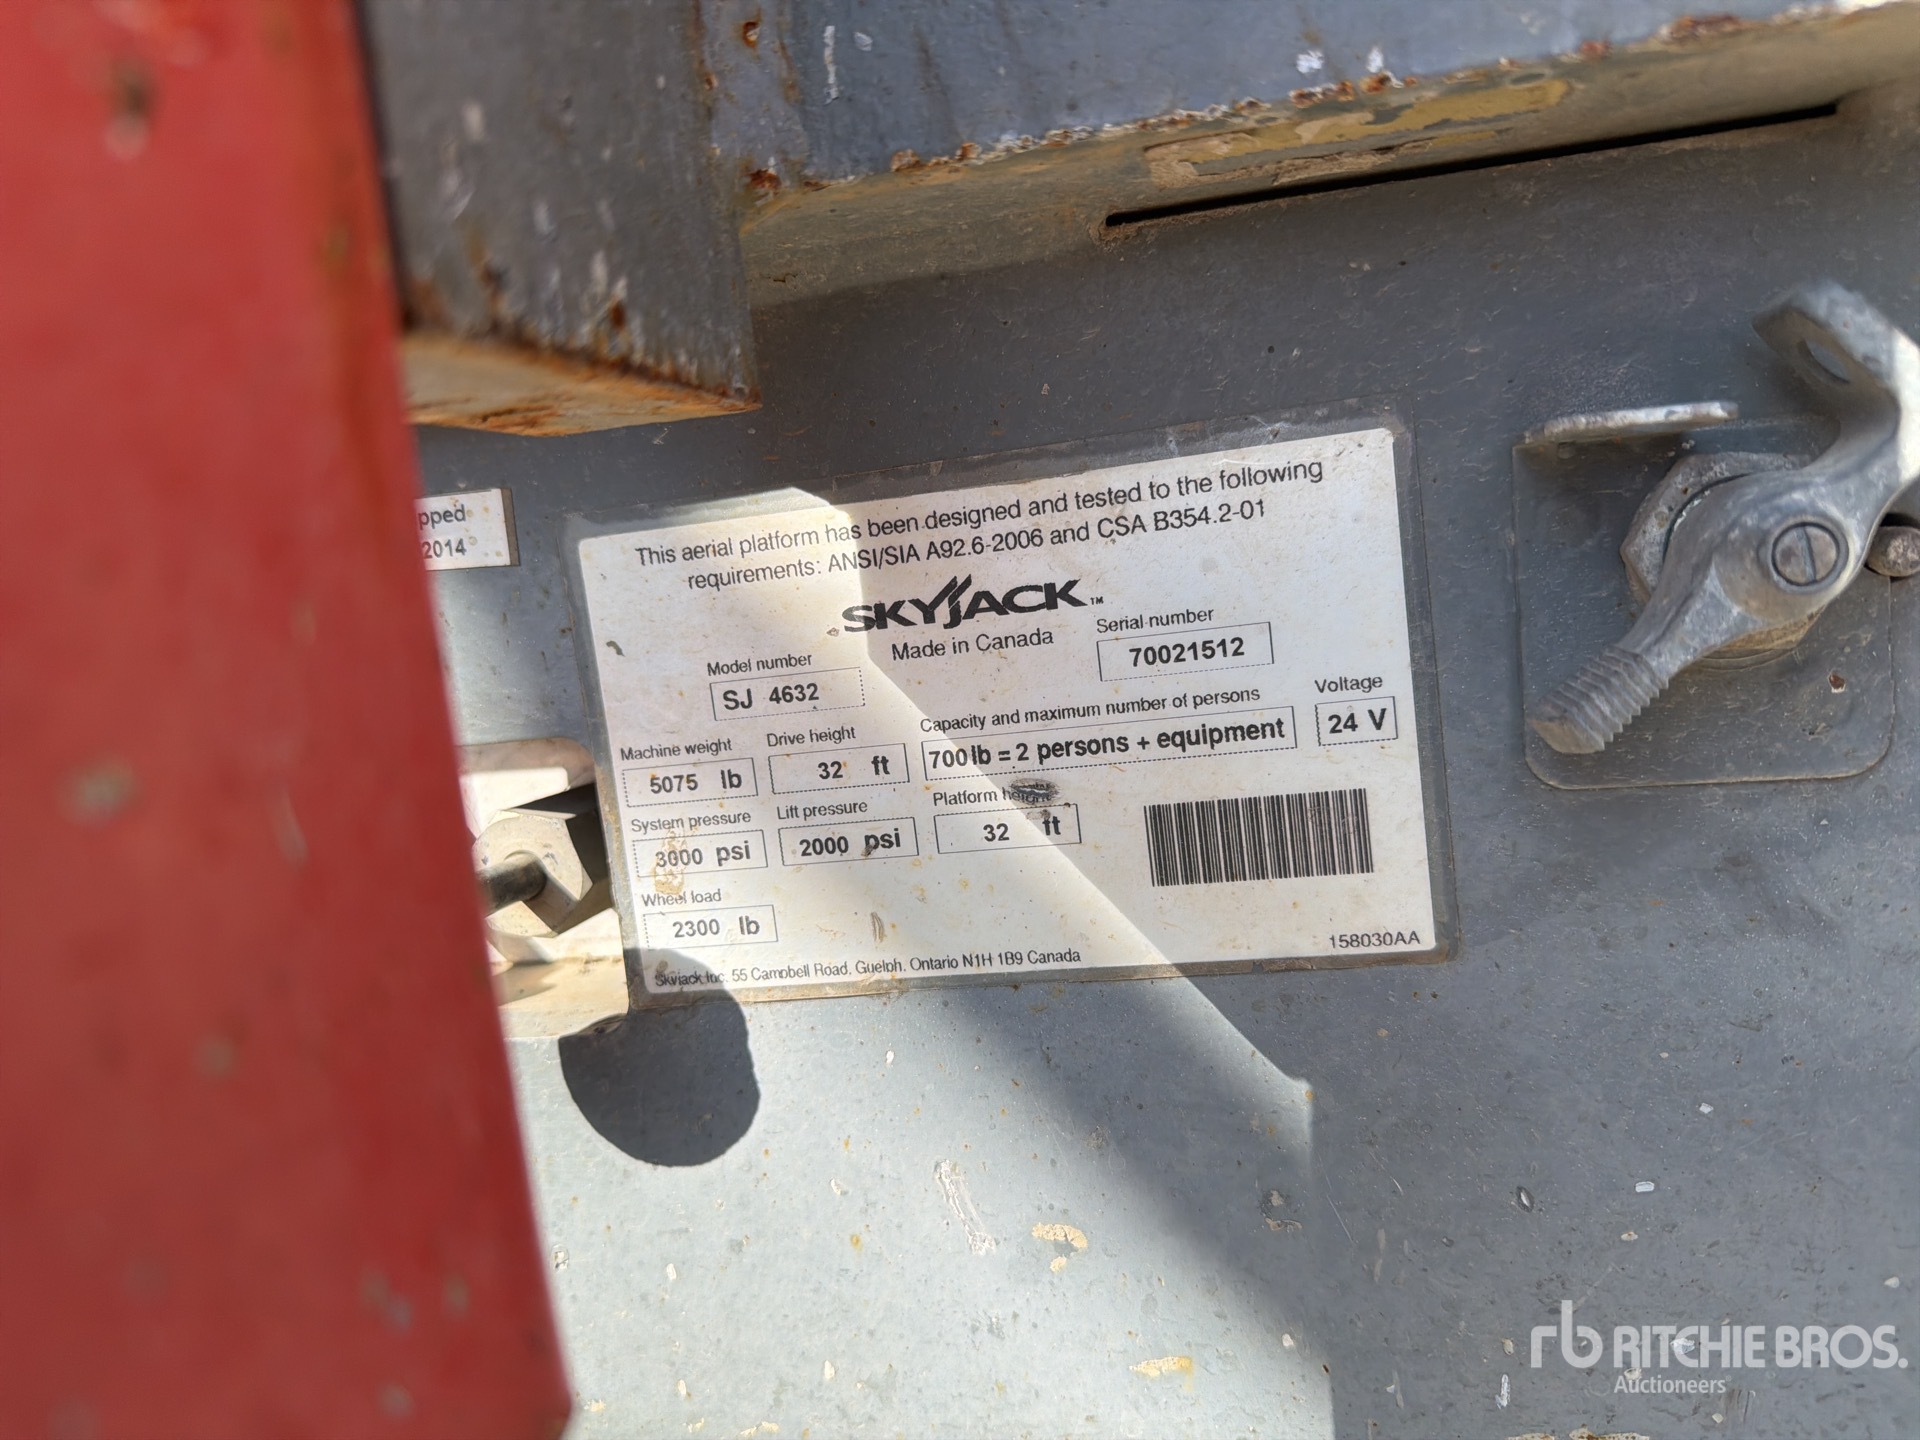 This aerial platform has been designed and tested to the following
requirements: ANSI/SIA A92.6-2006 and CSA B354.2-01
SKYJACK™
Made in Canada
Serial number
70021512
Model number
SJ 4632
Machine weight
5075 lb
Drive height
32 ft
Capacity and maximum number of persons
700lb = 2 persons + equipment
Voltage
24 V
System pressure
3000 psi
Lift pressure
2000 psi
Platform height
32 ft
Wheel load
2300 lb
158030AA
Skyjack Inc. 55 Campbell Road, Guelph, Ontario N1H 1B9 Canada
pped
2014
rb RITCHIE BROS.
Auctioneers